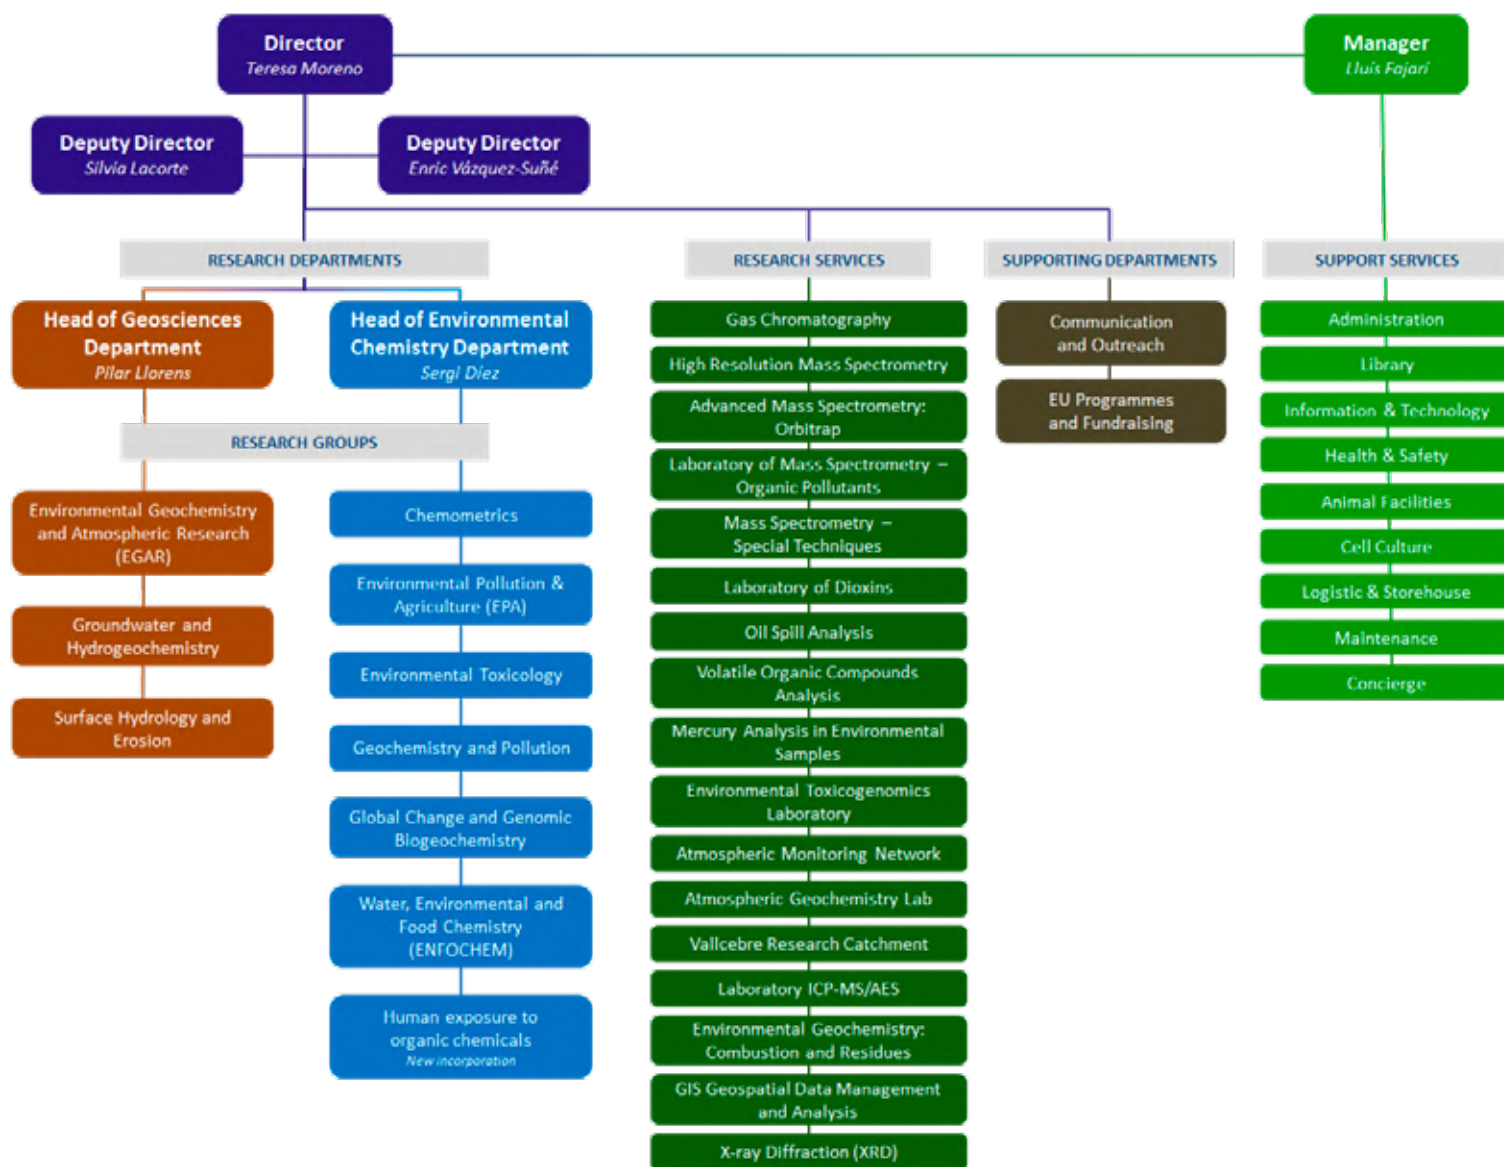 Director
Teresa Moreno
Manager
Lluís Fajarí
Deputy Director
Silvia Lacorte
Deputy Director
Enric Vázquez-Suñé
RESEARCH DEPARTMENTS
RESEARCH SERVICES
SUPPORTING DEPARTMENTS
SUPPORT SERVICES
Head of Geosciences
Department
Pilar Llorens
Head of Environmental
Chemistry Department
Sergi Díez
RESEARCH GROUPS
Environmental Geochemistry
and Atmospheric Research
(EGAR)
Groundwater and
Hydrogeochemistry
Surface Hydrology and
Erosion
Chemometrics
Environmental Pollution &
Agriculture (EPA)
Environmental Toxicology
Geochemistry and Pollution
Global Change and Genomic
Biogeochemistry
Water, Environmental and
Food Chemistry
(ENFOCHEM)
Human exposure to
organic chemicals
New incorporation
Gas Chromatography
High Resolution Mass Spectrometry
Advanced Mass Spectrometry:
Orbitrap
Laboratory of Mass Spectrometry –
Organic Pollutants
Mass Spectrometry –
Special Techniques
Laboratory of Dioxins
Oil Spill Analysis
Volatile Organic Compounds
Analysis
Mercury Analysis in Environmental
Samples
Environmental Toxicogenomics
Laboratory
Atmospheric Monitoring Network
Atmospheric Geochemistry Lab
Vallcebre Research Catchment
Laboratory ICP-MS/AES
Environmental Geochemistry:
Combustion and Residues
GIS Geospatial Data Management
and Analysis
X-ray Diffraction (XRD)
Communication
and Outreach
EU Programmes
and Fundraising
Administration
Library
Information & Technology
Health & Safety
Animal Facilities
Cell Culture
Logistic & Storehouse
Maintenance
Concierge